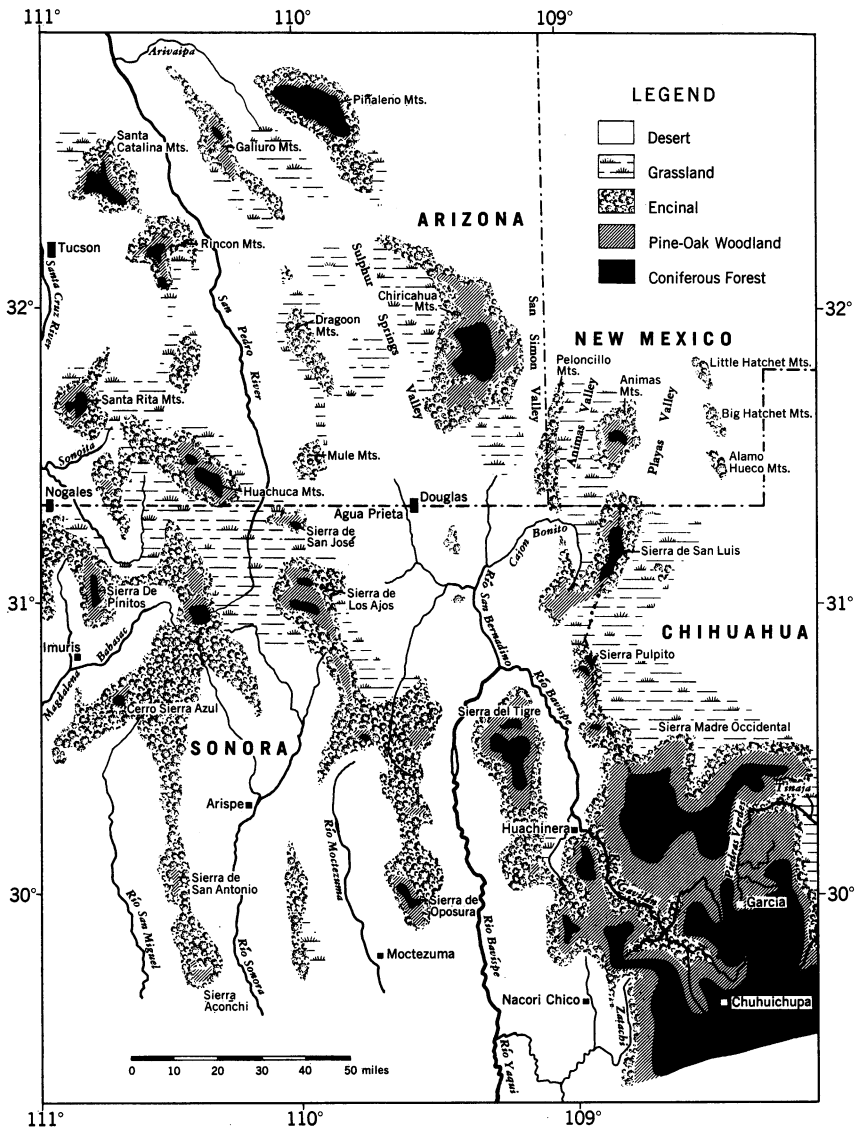 111°
110°
109°
Arivaipa
Pinaleno Mts.
Santa
Catalina Mts.
Galiuro Mts.
LEGEND
Desert
Grassland
Encinal
Pine-Oak Woodland
Coniferous Forest
ARIZONA
Tucson
Rincon Mts.
Santa Cruz River
32°
32°
San Pedro River
Sulphur Springs Valley
Chiricahua
Mts.
Dragoon
Mts.
San Simon Valley
NEW MEXICO
Peloncillo
Mts.
Animas
Mts.
Animas Valley
Playas Valley
Little Hatchet Mts.
Big Hatchet Mts.
Alamo
Hueco Mts.
Santa Rita Mts.
Sonoita
Mule Mts.
Nogales
Huachuca Mts.
Douglas
Agua Prieta
Sierra de
San José
Cajon Bonito
Sierra de San Luis
31°
31°
Sierra De
Pinitos
Sierra de
Los Ajos
Río San Bernadino
CHIHUAHUA
Imuris
Babasac
Magdalena
Sierra Pulpito
Río Bavispe
Cerro Sierra Azul
Sierra del Tigre
Sierra Madre Occidental
SONORA
Tinaja
Arispe
Huachinera
Piedra Verde
Río Moctezuma
30°
30°
Sierra de
San Antonio
Sierra de
Oposura
Garcia
Río San Miguel
Río Sonora
Río Bavispe
Moctezuma
Sierra
Aconchi
Nacori Chico
Chuhuichupa
Zatachi
Río Yaqui
0 10 20 30 40 50 miles
111°
110°
109°